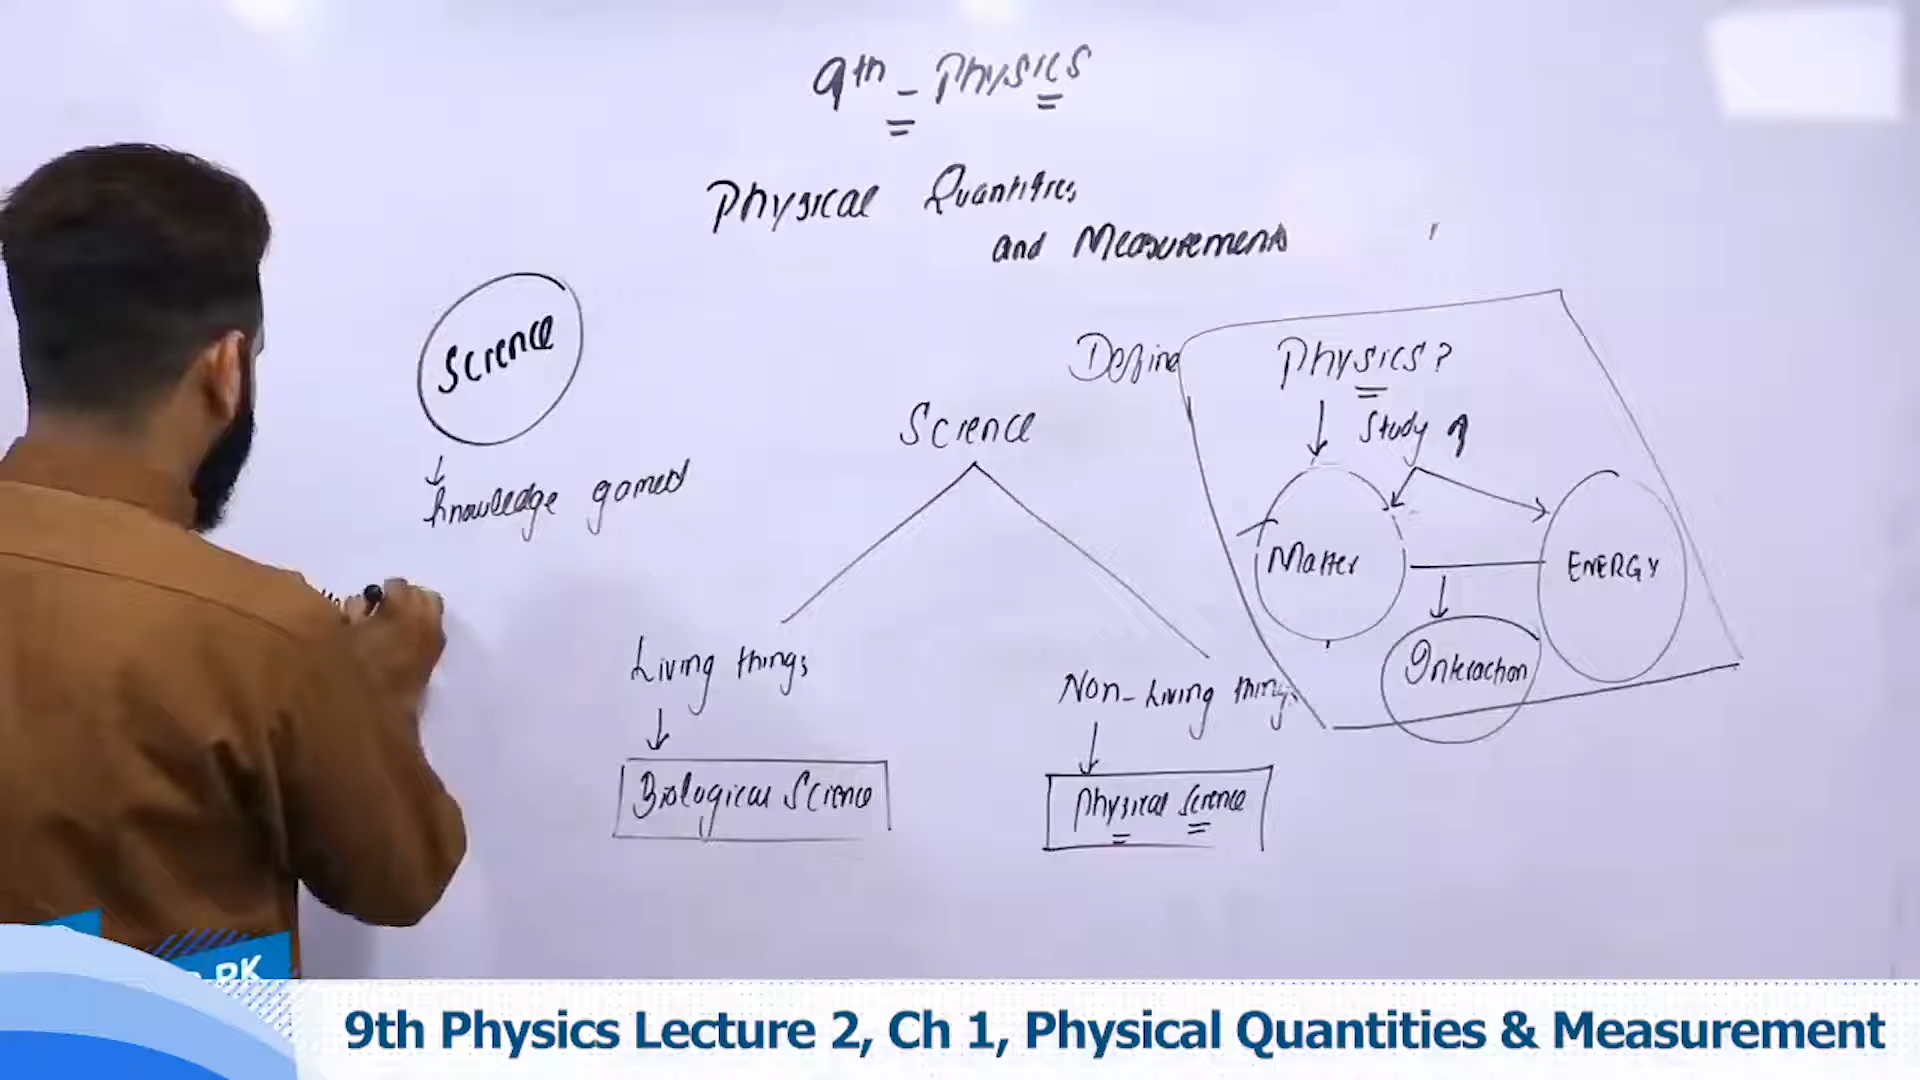 9th - Physics
Physical Quantities
and Measurements
Science
knowledge gained
Science
Living things
Biological Science
Non-Living things
Physical Science
Define Physics?
Study of
Matter
ENERGY
Interaction
PK
9th Physics Lecture 2, Ch 1, Physical Quantities & Measurement